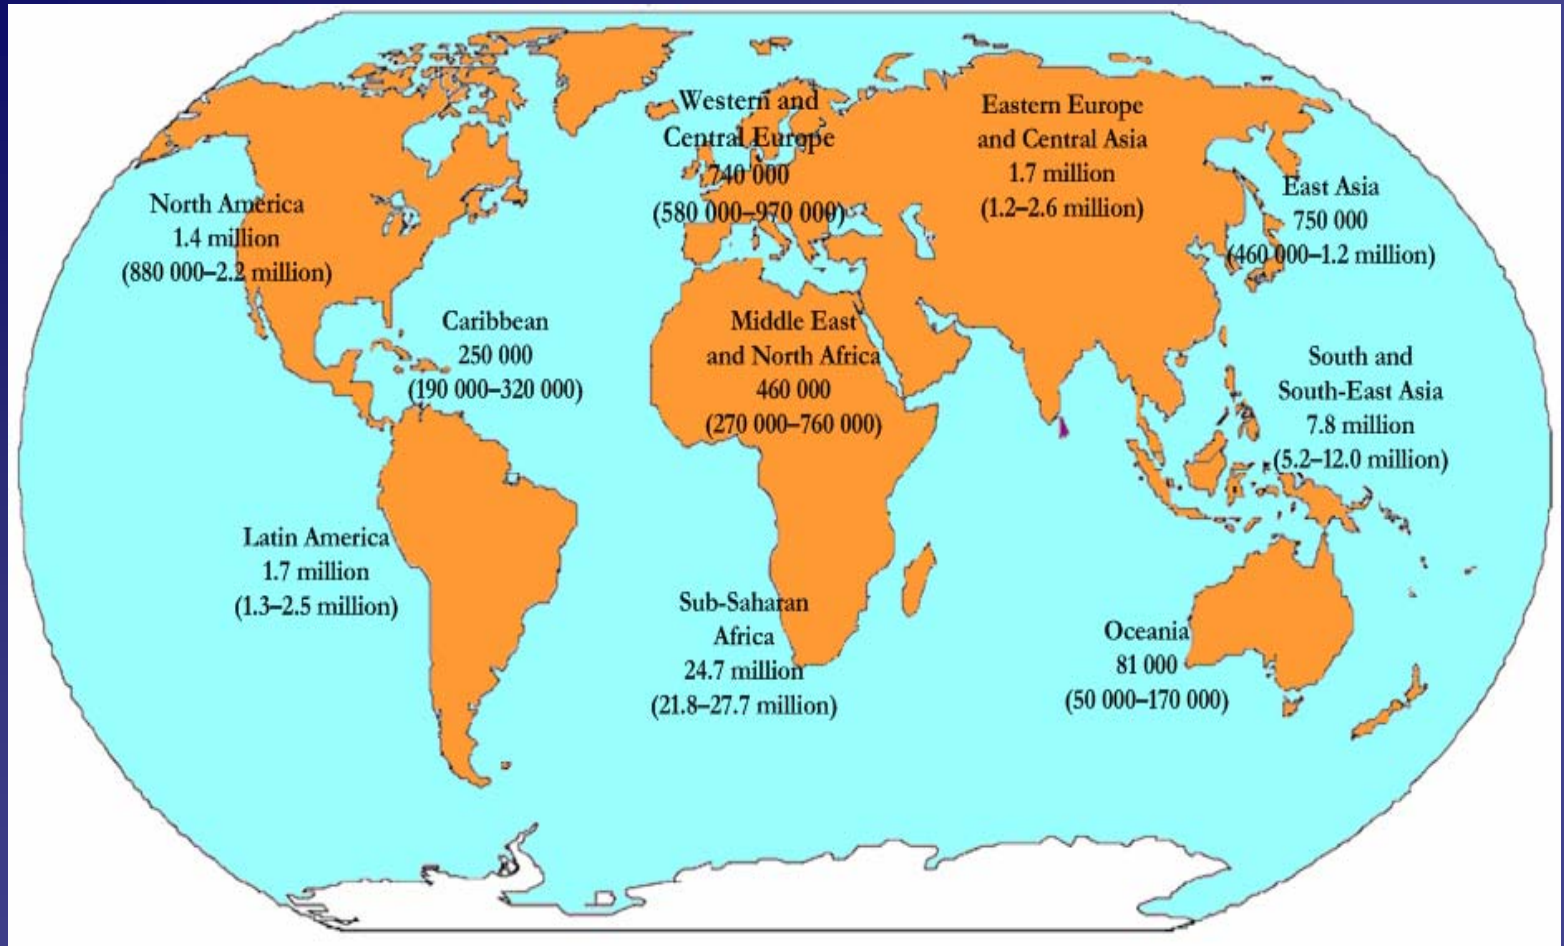 Western and
Central Europe
740 000
(580 000–970 000)
Eastern Europe
and Central Asia
1.7 million
(1.2–2.6 million)
East Asia
750 000
(460 000–1.2 million)
North America
1.4 million
(880 000–2.2 million)
Caribbean
250 000
(190 000–320 000)
Middle East
and North Africa
460 000
(270 000–760 000)
South and
South-East Asia
7.8 million
(5.2–12.0 million)
Latin America
1.7 million
(1.3–2.5 million)
Sub-Saharan
Africa
24.7 million
(21.8–27.7 million)
Oceania
81 000
(50 000–170 000)